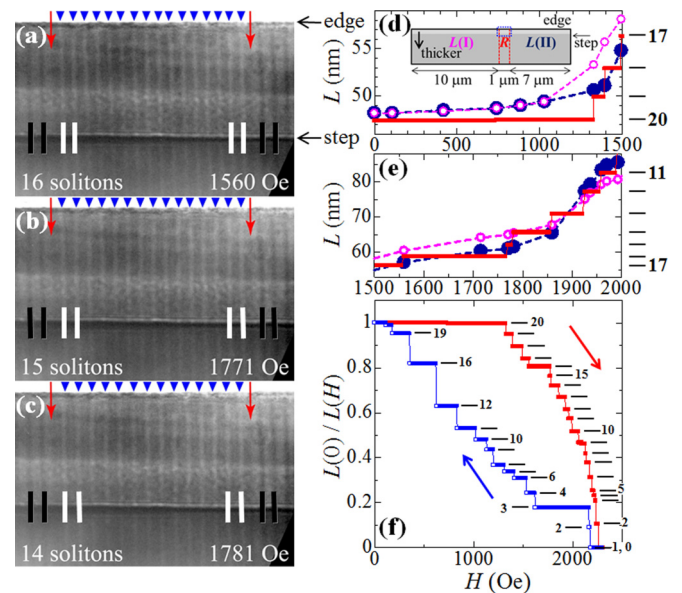 (a)
edge
step
16 solitons 1560 Oe
(b)
15 solitons 1771 Oe
(c)
14 solitons 1781 Oe
(d)
L (nm)
50
60
edge
step
thicker
L(I) R L(II)
10 μm 1 μm 7 μm
17
20
0 500 1000 1500
(e)
L (nm)
80
70
60
11
17
1500 1600 1700 1800 1900 2000
(f)
L(0) / L(H)
1
0.8
0.6
0.4
0.2
0
20
19
16
15
12
10
10
6
5
4
3
2
2
1, 0
0 1000 2000
H (Oe)